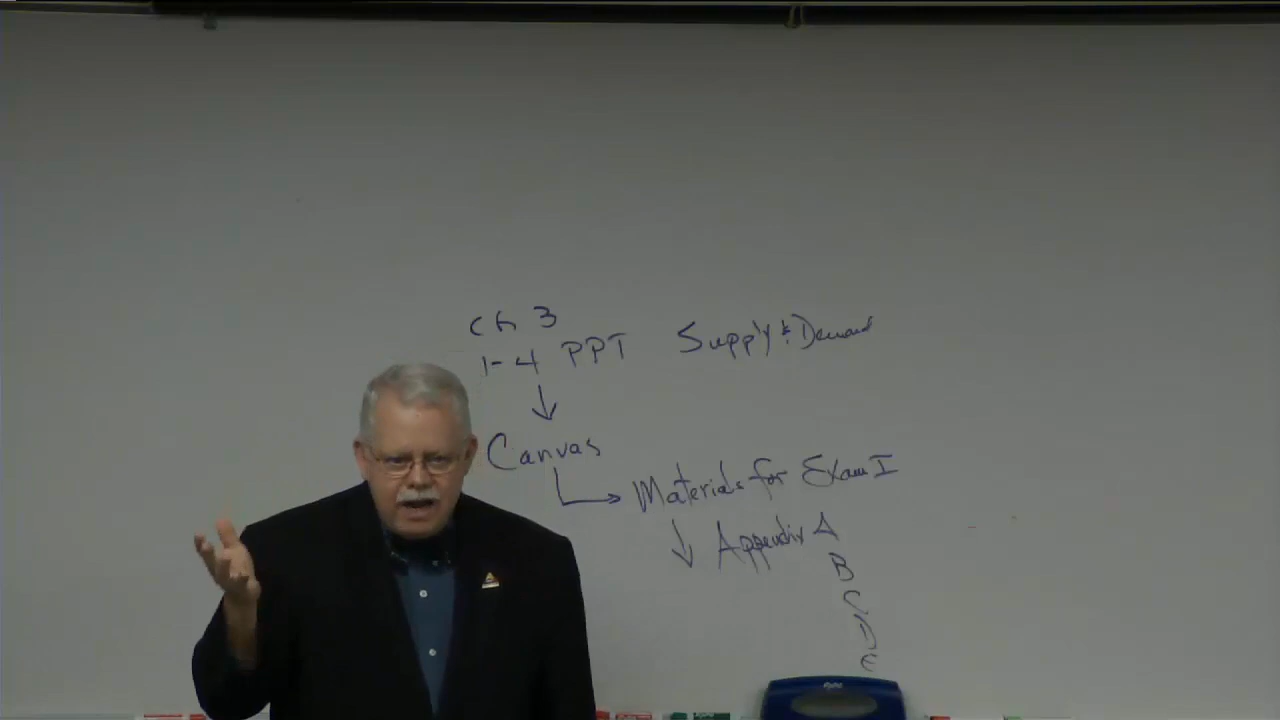 Ch 3
1-4 PPT Supply & Demand
Canvas
Materials for Exam I
Appendix A
B
C
D
E